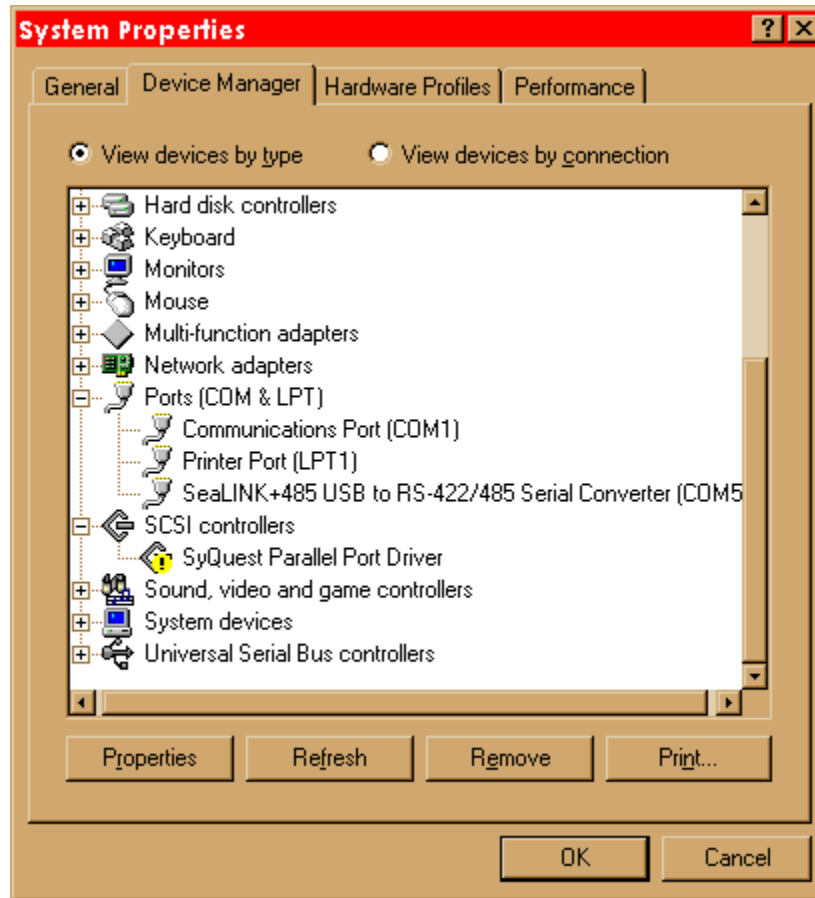 System Properties
General Device Manager Hardware Profiles Performance
View devices by type View devices by connection
Hard disk controllers
Keyboard
Monitors
Mouse
Multi-function adapters
Network adapters
Ports (COM & LPT)
Communications Port (COM1)
Printer Port (LPT1)
SeaLINK+485 USB to RS-422/485 Serial Converter (COM5
SCSI controllers
SyQuest Parallel Port Driver
Sound, video and game controllers
System devices
Universal Serial Bus controllers
Properties Refresh Remove Print...
OK Cancel